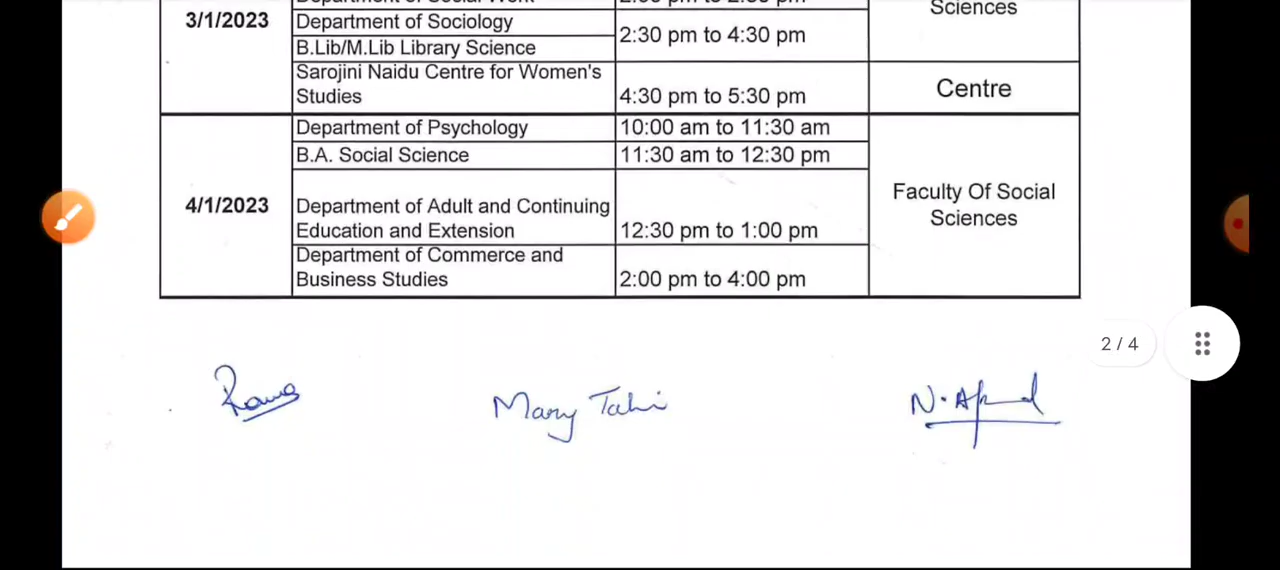 Sciences
3/1/2023
Department of Sociology
2:30 pm to 4:30 pm
B.Lib/M.Lib Library Science
Sarojini Naidu Centre for Women's
Studies
4:30 pm to 5:30 pm
Centre
Department of Psychology
10:00 am to 11:30 am
B.A. Social Science
11:30 am to 12:30 pm
4/1/2023
Department of Adult and Continuing
Education and Extension
12:30 pm to 1:00 pm
Faculty Of Social
Sciences
Department of Commerce and
Business Studies
2:00 pm to 4:00 pm
2 / 4
Mary Tahi